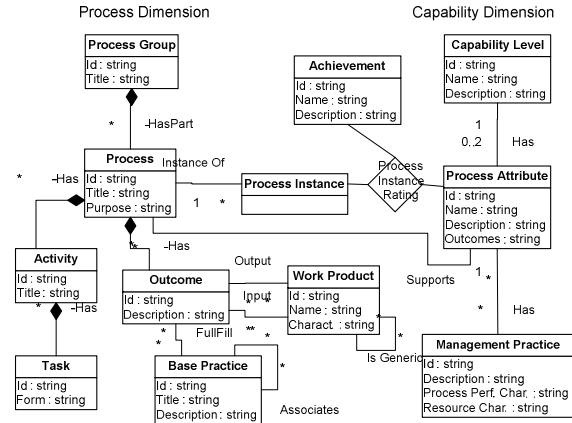 Process Dimension
Capability Dimension
Process Group
Id : string
Title : string
Achievement
Id : string
Name : string
Description : string
Capability Level
Id : string
Name : string
Description : string
*
-HasPart
1
0..2
Has
Process
Id : string
Title : string
Purpose : string
Instance Of
1
*
Process Instance
Process
Instance
Rating
Process Attribute
Id : string
Name : string
Description : string
Outcomes : string
*
-Has
Activity
Id : string
Title : string
**
-Has
Outcome
Id : string
Description : string
Output
Input
* *
**
Work Product
Id : string
Name : string
Charact. : string
Supports
1
*
*
Has
*
-Has
Task
Id : string
Form : string
*
*
FullFill
Base Practice
Id : string
Title : string
Description : string
*
*
Associates
*
Is Generic
Management Practice
Id : string
Description : string
Process Perf. Char. : string
Resource Char. : string